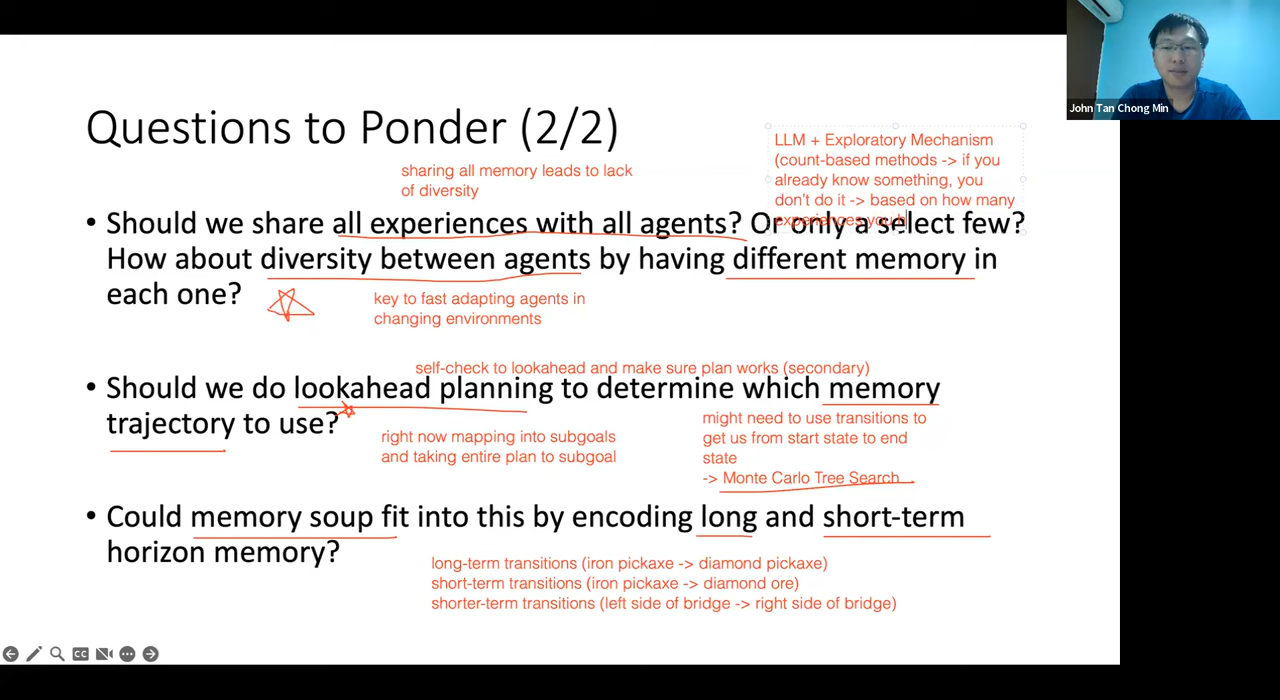 John Tan Chong Min
Questions to Ponder (2/2)
LLM + Exploratory Mechanism
(count-based methods -> if you
already know something, you
don't do it -> based on how many
experiences you h
sharing all memory leads to lack
of diversity
• Should we share all experiences with all agents? Or only a select few?
How about diversity between agents by having different memory in
each one?
key to fast adapting agents in
changing environments
self-check to lookahead and make sure plan works (secondary)
• Should we do lookahead planning to determine which memory
trajectory to use?
right now mapping into subgoals
and taking entire plan to subgoal
might need to use transitions to
get us from start state to end
state
-> Monte Carlo Tree Search
• Could memory soup fit into this by encoding long and short-term
horizon memory?
long-term transitions (iron pickaxe -> diamond pickaxe)
short-term transitions (iron pickaxe -> diamond ore)
shorter-term transitions (left side of bridge -> right side of bridge)
CC